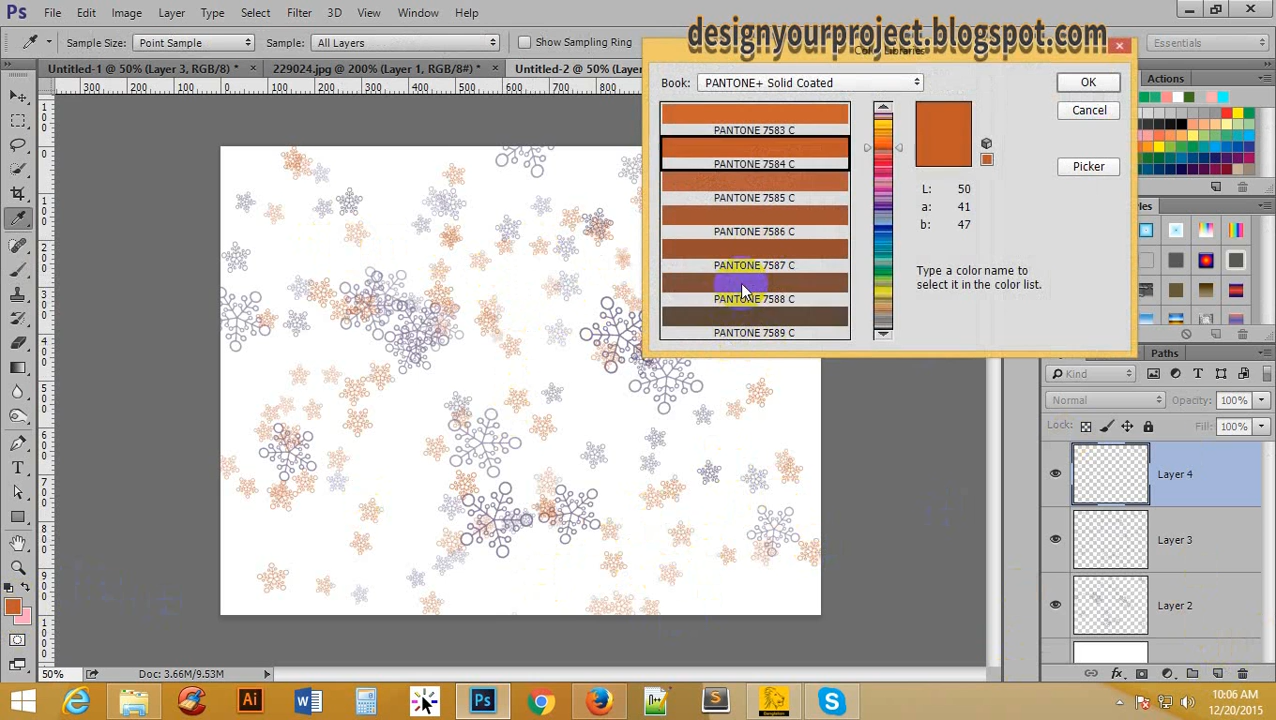 Ps File Edit Image Layer Type Select Filter 3D View Window Help
designyourproject.blogspot.com
Sample Size: Point Sample Sample: All Layers Show Sampling Ring
Essentials
Untitled-1 @ 50% (Layer 3, RGB/8) * × 229024.jpg @ 200% (Layer 1, RGB/8#) * × Untitled-2 @ 50% (Layer 4, RGB/8)
Book: PANTONE+ Solid Coated
OK
Cancel
Picker
PANTONE 7583 C
PANTONE 7584 C
PANTONE 7585 C
PANTONE 7586 C
PANTONE 7587 C
PANTONE 7588 C
PANTONE 7589 C
L: 50
a: 41
b: 47
Type a color name to
select it in the color list.
Actions
Paths
Kind
Normal Opacity: 100%
Lock: Fill: 100%
Layer 4
Layer 3
Layer 2
50% Doc: 3.66M/9.53M
10:06 AM
12/20/2015